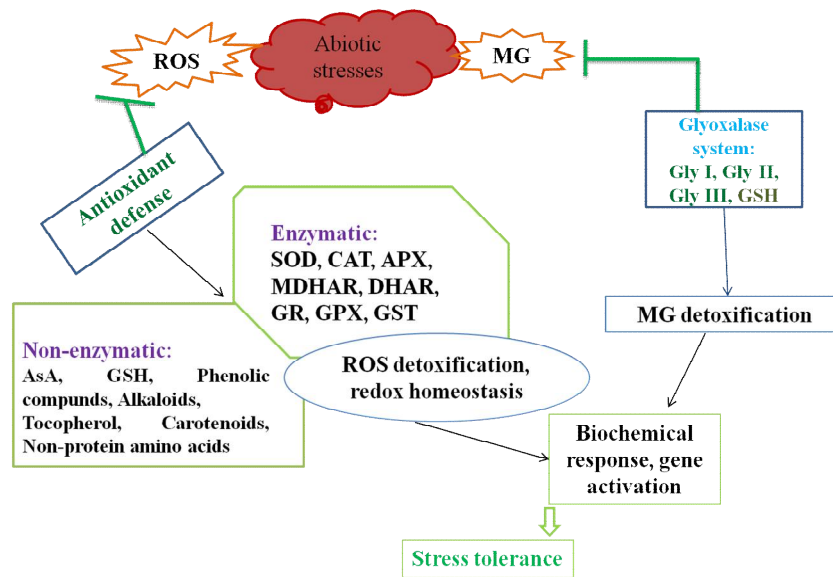 ROS
Abiotic
stresses
MG
Glyoxalase
system:
Gly I, Gly II,
Gly III, GSH
Antioxidant
defense
Enzymatic:
SOD, CAT, APX,
MDHAR, DHAR,
GR, GPX, GST
Non-enzymatic:
AsA, GSH, Phenolic
compunds, Alkaloids,
Tocopherol, Carotenoids,
Non-protein amino acids
ROS detoxification,
redox homeostasis
MG detoxification
Biochemical
response, gene
activation
Stress tolerance